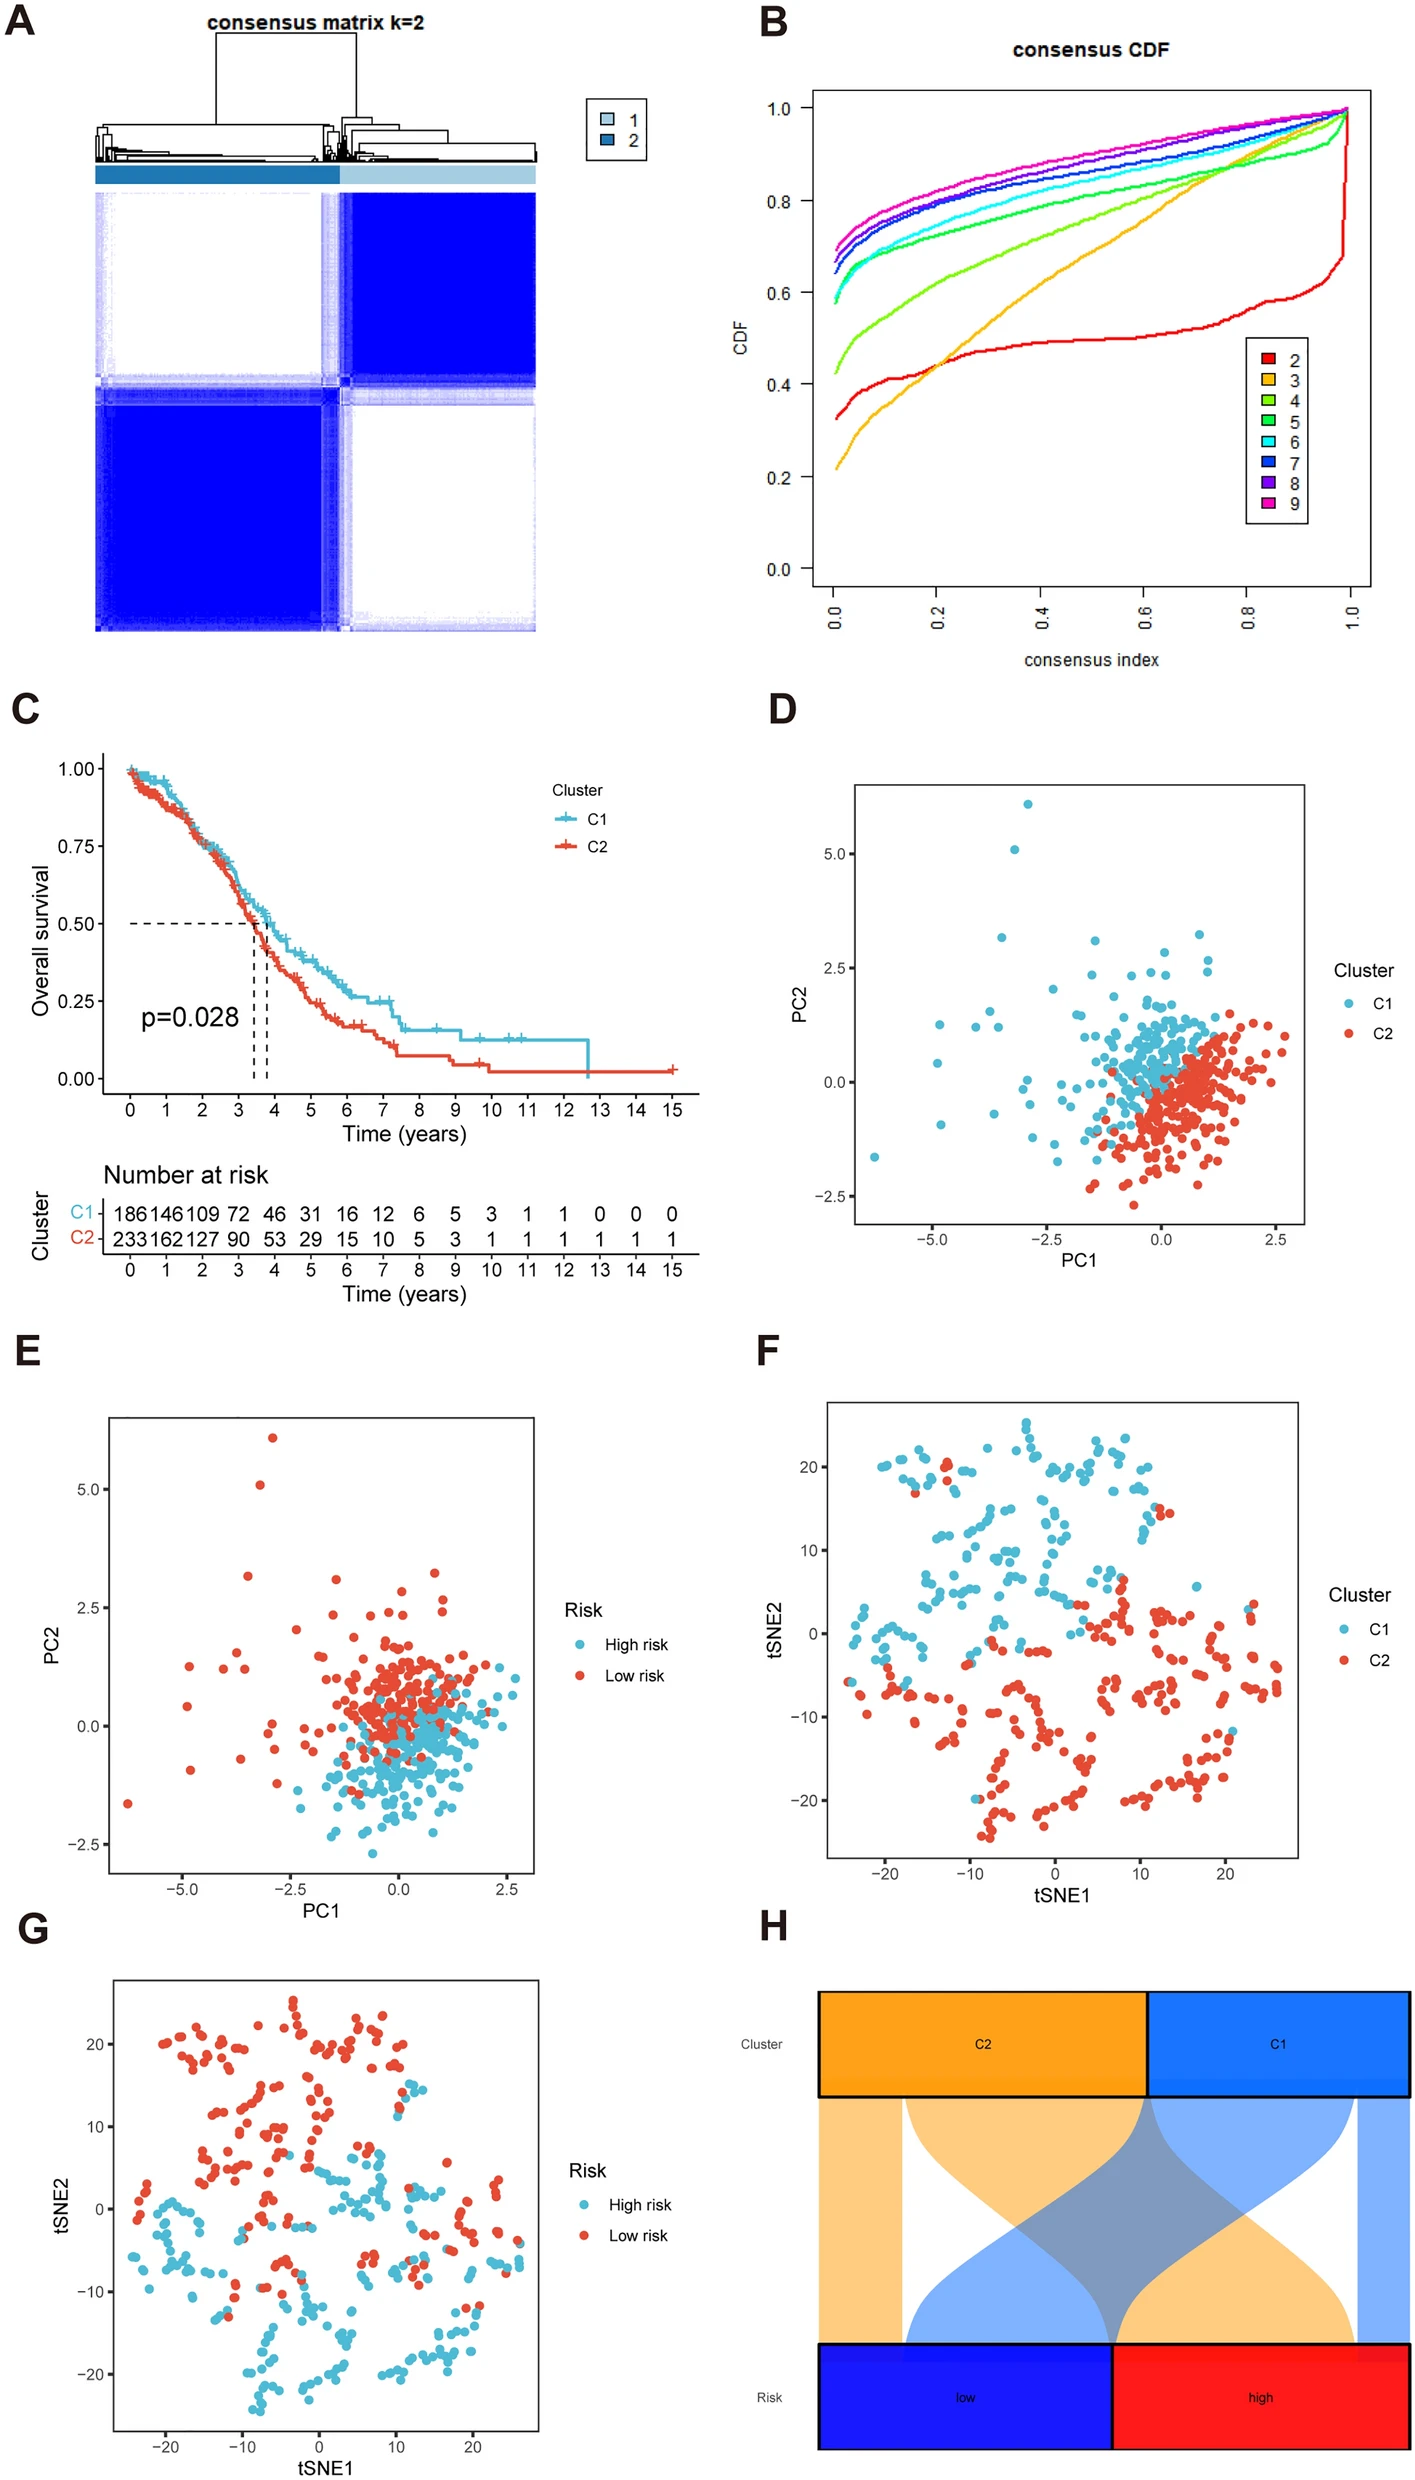 A
consensus matrix k=2
1
2
B
consensus CDF
1.0
0.8
0.6
0.4
0.2
0.0
CDF
2
3
4
5
6
7
8
9
0.0
0.2
0.4
0.6
0.8
1.0
consensus index
C
1.00
0.75
0.50
0.25
0.00
Overall survival
Cluster
C1
C2
p=0.028
0 1 2 3 4 5 6 7 8 9 10 11 12 13 14 15
Time (years)
Number at risk
Cluster
C1 186 146 109 72 46 31 16 12 6 5 3 1 1 0 0 0
C2 233 162 127 90 53 29 15 10 5 3 1 1 1 1 1 1
0 1 2 3 4 5 6 7 8 9 10 11 12 13 14 15
Time (years)
D
5.0
2.5
0.0
−2.5
PC2
−5.0 −2.5 0.0 2.5
PC1
Cluster
C1
C2
E
5.0
2.5
0.0
−2.5
PC2
−5.0 −2.5 0.0 2.5
PC1
Risk
High risk
Low risk
F
20
10
0
−10
−20
tSNE2
−20 −10 0 10 20
tSNE1
Cluster
C1
C2
G
20
10
0
−10
−20
tSNE2
−20 −10 0 10 20
tSNE1
Risk
High risk
Low risk
H
Cluster
C2
C1
Risk
low
high